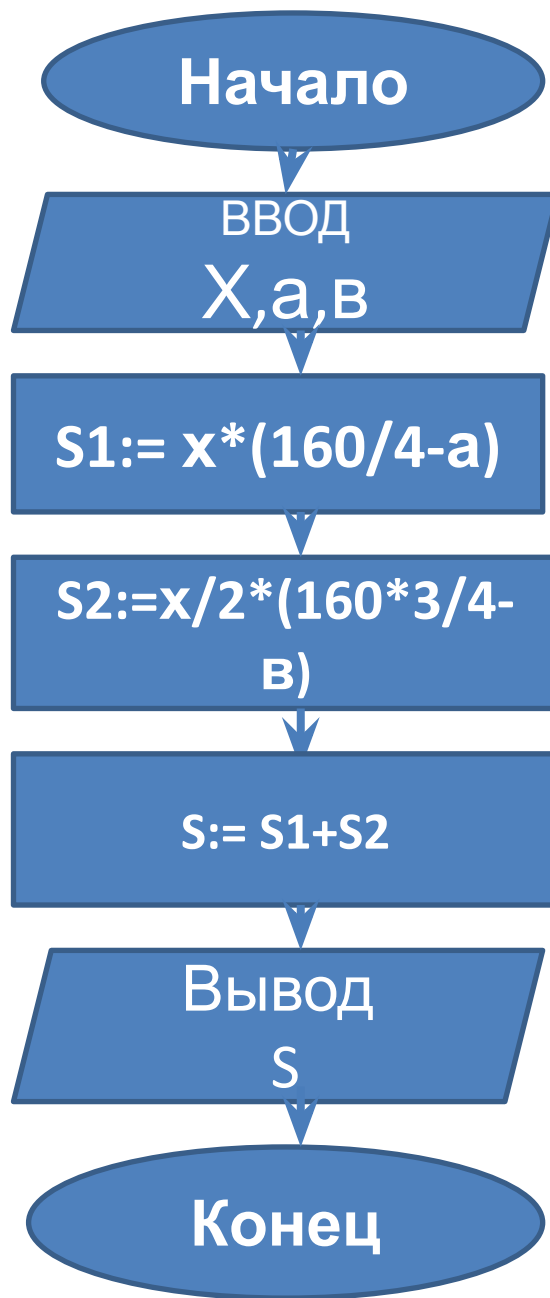 Начало
ВВОД
Х,а,в
S1:= x*(160/4-а)
S2:=x/2*(160*3/4-
в)
S:= S1+S2
Вывод
S
Конец